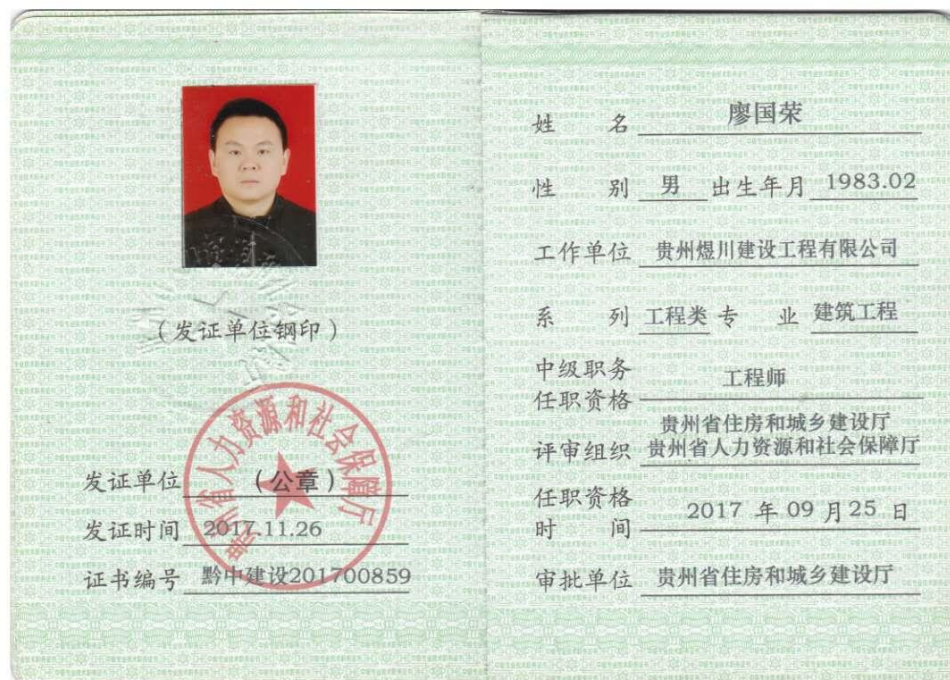 （发证单位钢印）
贵州省人力资源和社会保障厅
发证单位 （公章）
发证时间 2017.11.26
证书编号 黔中建设201700859
姓 名 廖国荣
性 别 男 出生年月 1983.02
工作单位 贵州煜川建设工程有限公司
系 列 工程类 专 业 建筑工程
中级职务
任职资格 工程师
贵州省住房和城乡建设厅
评审组织 贵州省人力资源和社会保障厅
任职资格
时 间 2017 年 09 月 25 日
审批单位 贵州省住房和城乡建设厅